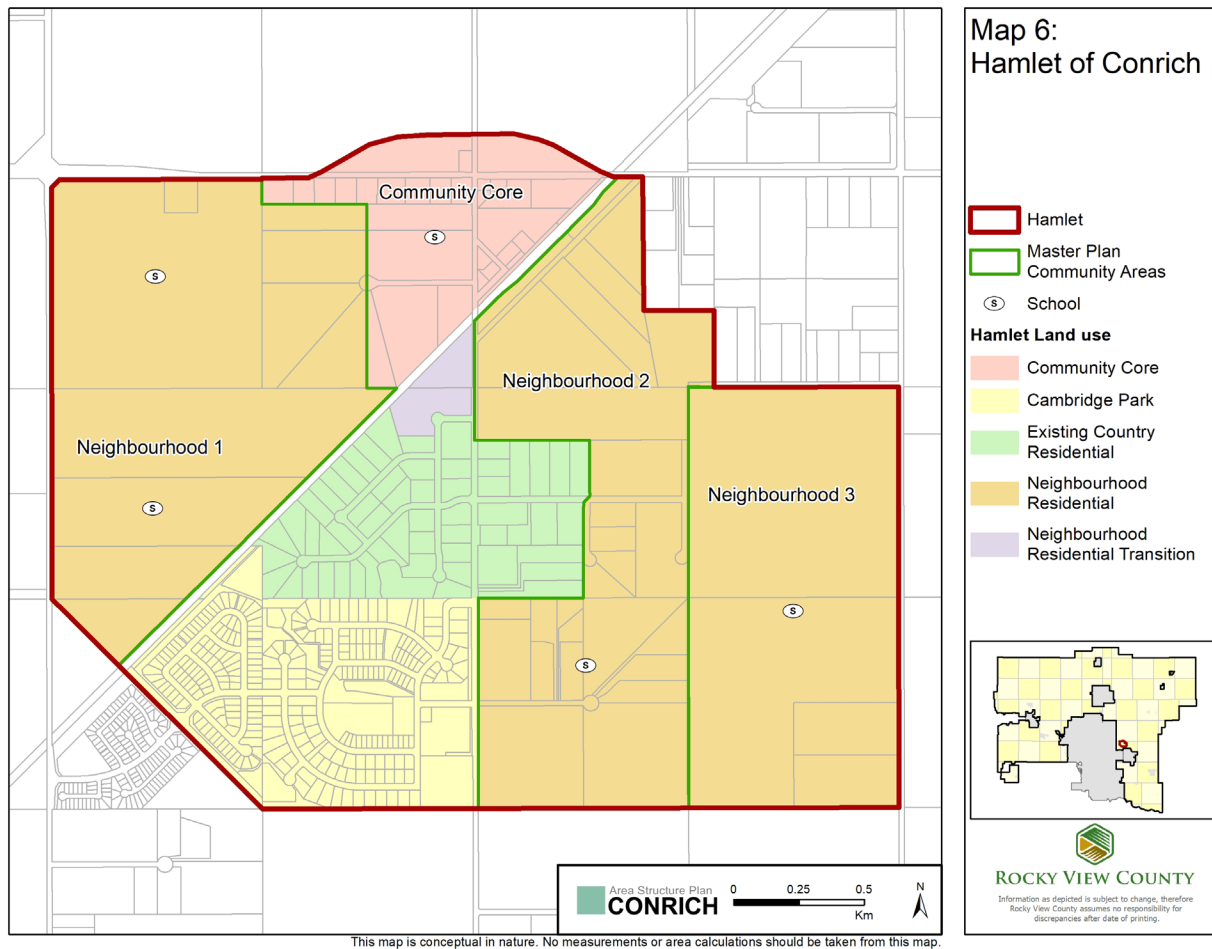 Map 6:
Hamlet of Conrich
Community Core
S
S
Neighbourhood 2
Neighbourhood 1
Neighbourhood 3
S
S
S
Hamlet
Master Plan
Community Areas
S
School
Hamlet Land use
Community Core
Cambridge Park
Existing Country
Residential
Neighbourhood
Residential
Neighbourhood
Residential Transition
Area Structure Plan
CONRICH
0 0.25 0.5
Km
N
ROCKY VIEW COUNTY
Information as depicted is subject to change, therefore
Rocky View County assumes no responsibility for
discrepancies after date of printing.
This map is conceptual in nature. No measurements or area calculations should be taken from this map.